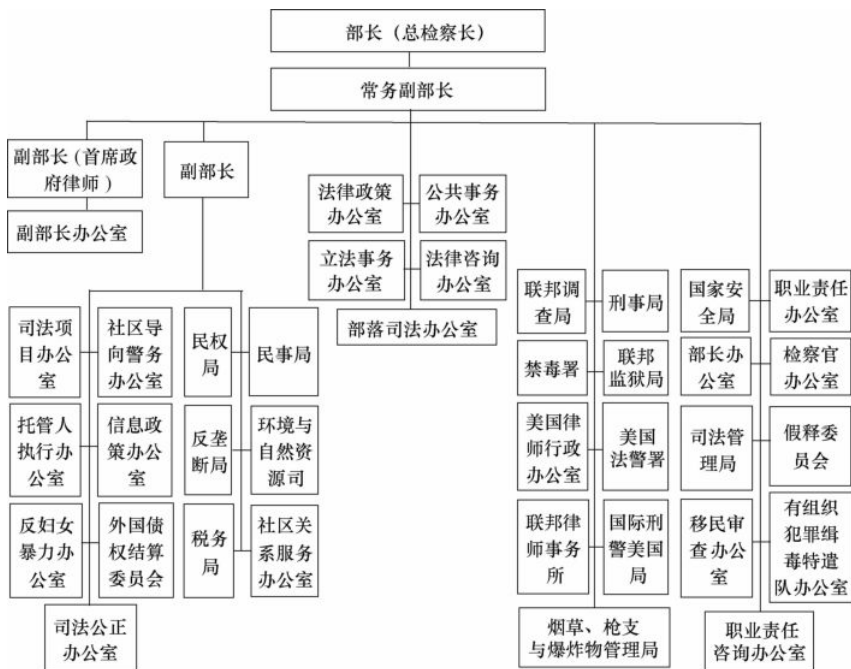 部长（总检察长）
常务副部长
副部长（首席政
府律师）
副部长办公室
副部长
法律政策
办公室
公共事务
办公室
立法事务
办公室
法律咨询
办公室
部落司法办公室
司法项
目办公
室
社区导
向警务
办公室
托管人
执行办
公室
信息政
策办公
室
反妇女
暴力办
公室
外国债
权结算
委员会
司法公正
办公室
民权
局
民事局
反垄
断局
环境与
自然资
源司
税务
局
社区关
系服务
办公室
联邦调
查局
刑事局
禁毒署
联邦
监狱局
美国律
师行政
办公室
美国
法警署
联邦律
师事务
所
国际刑
警美国
局
烟草、枪支
与爆炸物管理局
国家安
全局
职业责任
办公室
部长办
公室
检察官
办公室
司法管
理局
假释委
员会
移民审
查办公
室
有组织
犯罪缉
毒特遣
队办公室
职业责任
咨询办公室